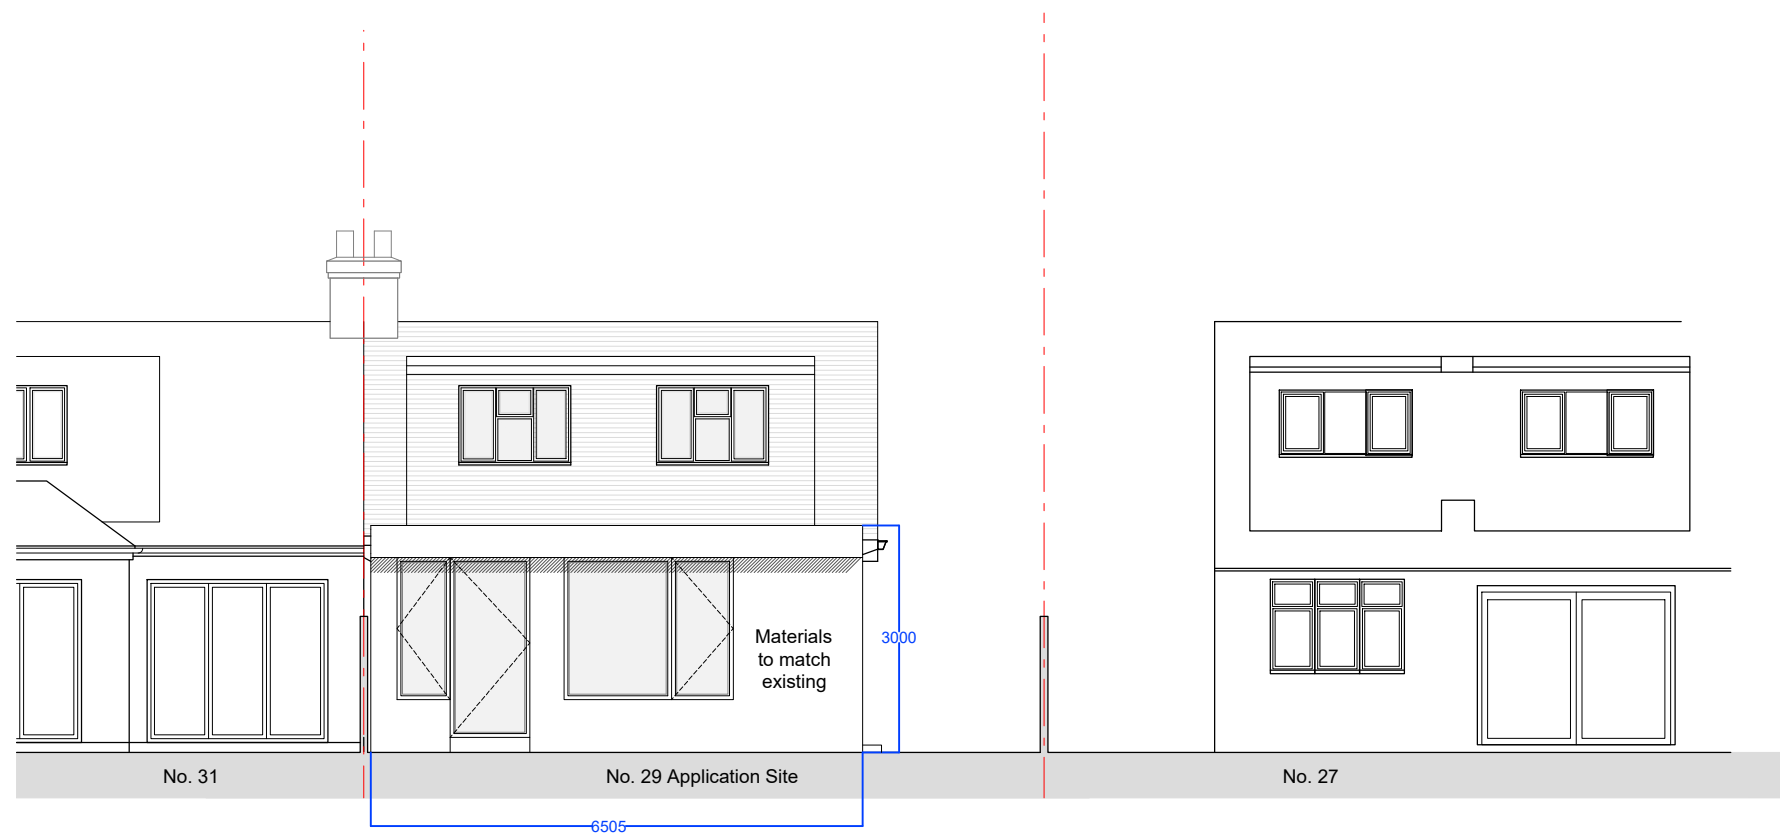 Materials
to match
existing
3000
No. 31
No. 29 Application Site
No. 27
6505